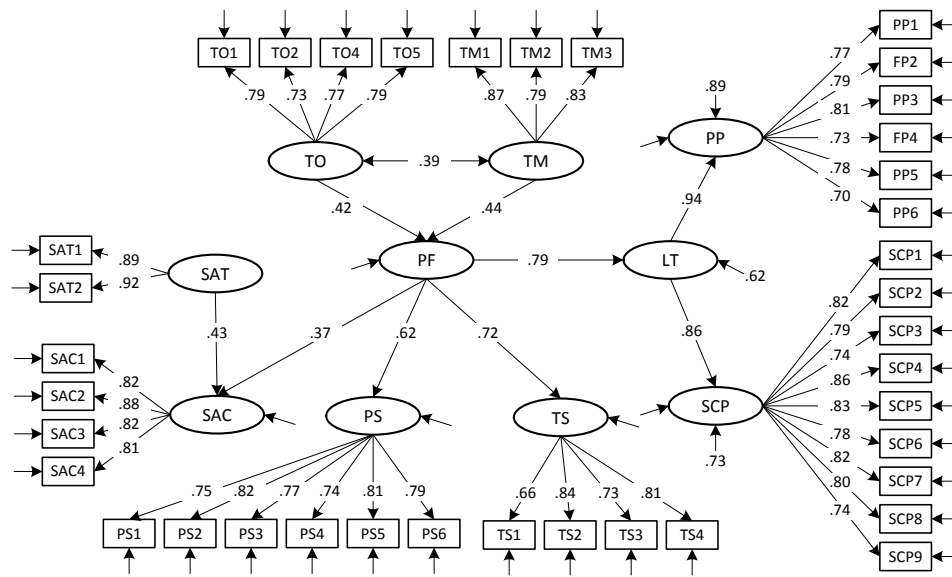 TO1 TO2 TO4 TO5 TM1 TM2 TM3
.79 .73 .77 .79 .87 .79 .83
TO .39 TM
.42 .44
PP1
FP2
PP3
FP4
PP5
PP6
.77
.79
.81
.73
.78
.70
.89
PP
.94
SAT1
SAT2
.89
.92
SAT
PF .79 LT
.62
.43 .37 .62 .72 .86
SAC1
SAC2
SAC3
SAC4
.82
.88
.82
.81
SAC PS TS SCP
.73
SCP1
SCP2
SCP3
SCP4
SCP5
SCP6
SCP7
SCP8
SCP9
.82
.79
.74
.86
.83
.78
.82
.80
.74
.75 .82 .77 .74 .81 .79
PS1 PS2 PS3 PS4 PS5 PS6
.66 .84 .73 .81
TS1 TS2 TS3 TS4